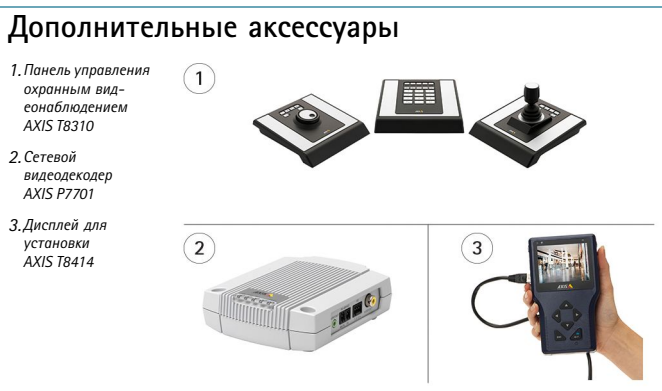 Дополнительные аксессуары
1. Панель управления
охранным вид-
еонаблюдением
AXIS T8310
2. Сетевой
видеодекодер
AXIS P7701
3. Дисплей для
установки
AXIS T8414
1
2
3
AXIS